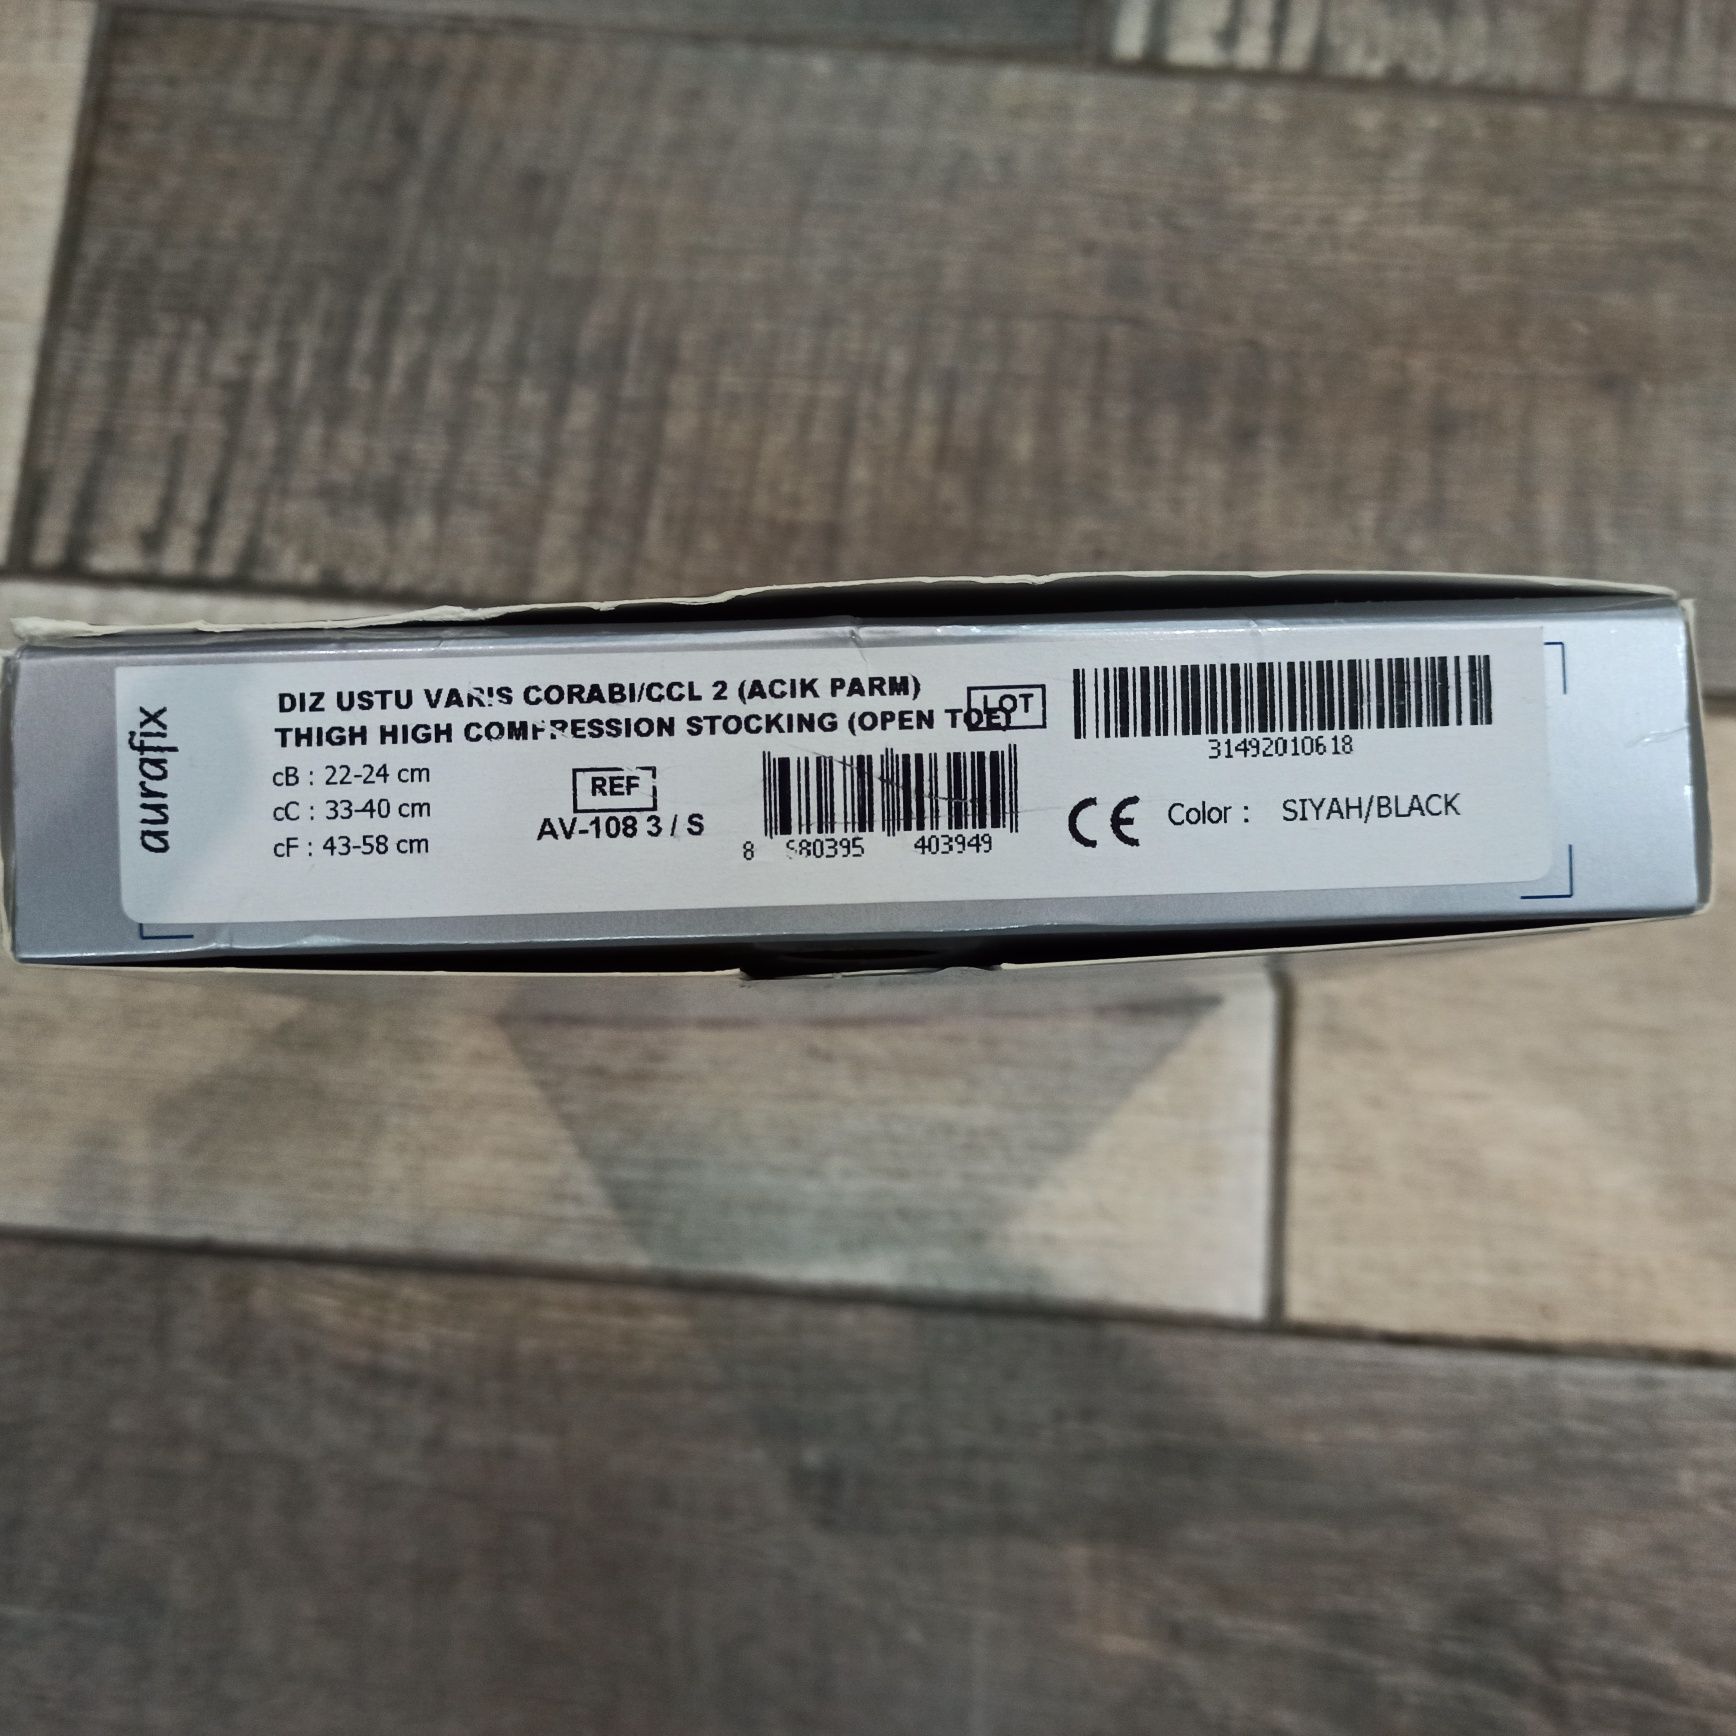 aurafix
DIZ USTU VARIS CORABI/CCL 2 (ACIK PARM)
THIGH HIGH COMPRESSION STOCKING (OPEN TOE)
LOT
31492010618
cB : 22-24 cm
cC : 33-40 cm
cF : 43-58 cm
REF
AV-108 3 / S
8 680395 403949
CE
Color : SIYAH/BLACK